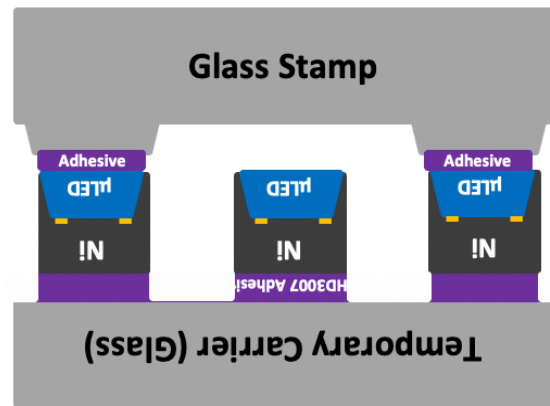 Glass Stamp
Adhesive
Adhesive
µLED
µLED
µLED
Ni
Ni
Ni
HD3007 Adhesi
Temporary Carrier (Glass)